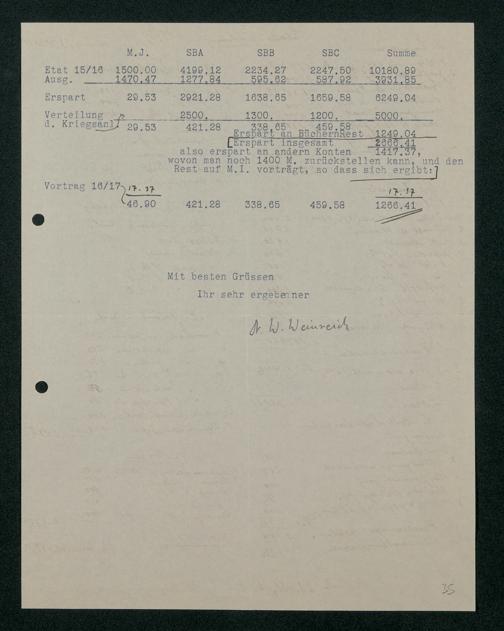 M.J. SBA SBB SBC Summe
Etat 15/16 1500.00 4199.12 2234.27 2247.50 10180.89
Ausg. 1470.47 1277.84 595.62 587.92 3931.85
Erspart 29.53 2921.28 1638.65 1659.58 6249.04
Verteilung 2500, 1300, 1200, 5000,
d. Kriegsanl. 29.53 421.28 338.65 459.58
Erspart an BüchernRest 1249.04
[Erspart insgesamt 2666.41
also erspart an andern Konten 1417.37,
wovon man noch 1400 M. zurückstellen kann, und den
Rest auf M.I. vorträgt, so dass sich ergibt:]
Vortrag 16/17 17.37 17.37
46.90 421.28 338.65 459.58 1266.41
Mit besten Grüssen
Ihr sehr ergebenner
W. Weinreich
35